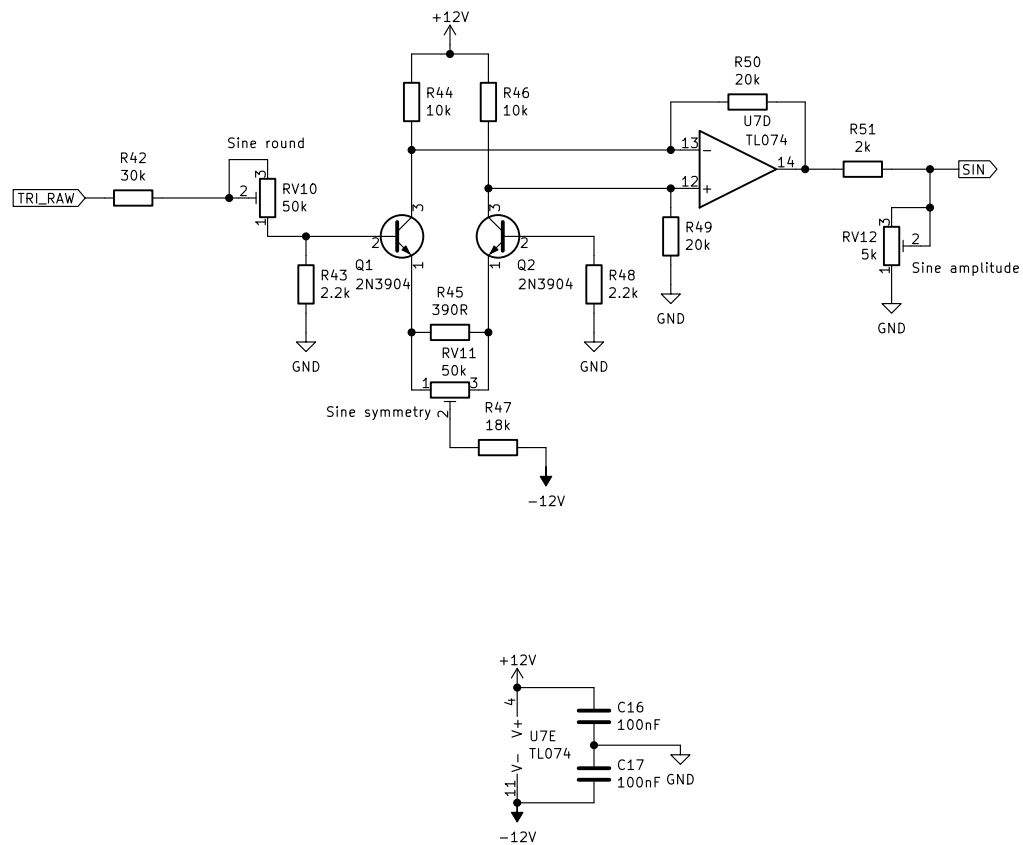 +12V
R44
10k
R46
10k
R50
20k
U7D
TL074
13
−
12
+
14
R51
2k
SIN
R42
30k
Sine round
TRI_RAW
3
2
1
RV10
50k
3
2
1
Q1
2N3904
3
2
1
Q2
2N3904
R49
20k
GND
3
2
1
RV12
5k
Sine amplitude
GND
R43
2.2k
GND
R45
390R
R48
2.2k
GND
RV11
50k
1
3
2
Sine symmetry
R47
18k
-12V
+12V
4
V+
U7E
TL074
V-
11
-12V
C16
100nF
C17
100nF
GND